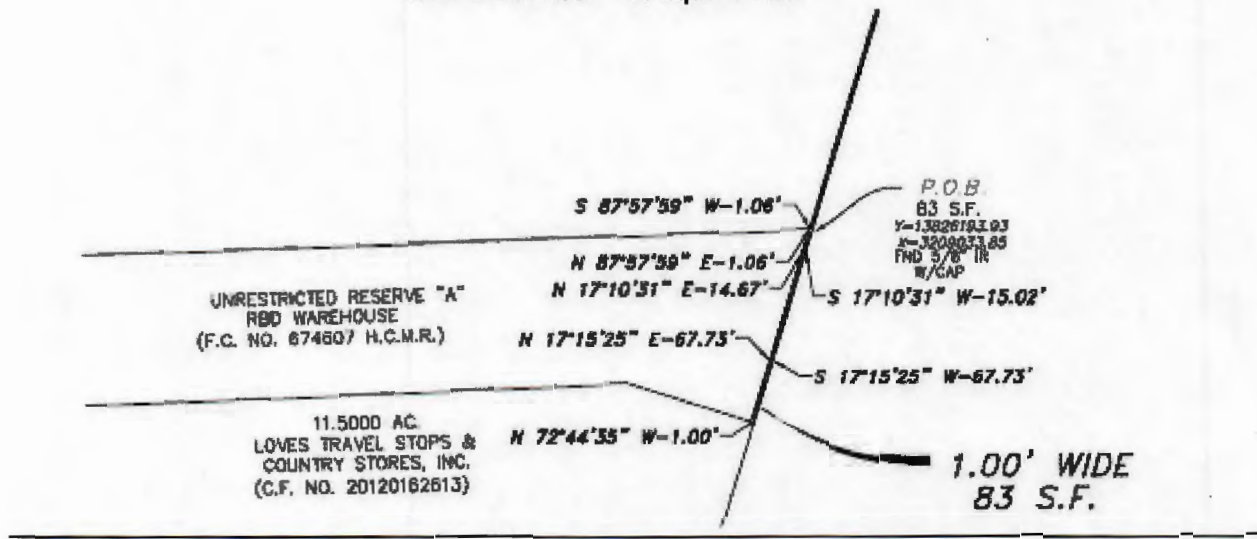 S 87°57'59" W-1.06'
P.O.B.
83 S.F.
Y=13826193.93
X=3209033.85
FND 5/8" IR
W/CAP
N 87°57'59" E-1.06'
N 17°10'31" E-14.67'
S 17°10'31" W-15.02'
UNRESTRICTED RESERVE "A"
RBD WAREHOUSE
(F.C. NO. 674607 H.C.M.R.)
N 17°15'25" E-67.73'
S 17°15'25" W-67.73'
11.5000 AC.
LOVES TRAVEL STOPS &
COUNTRY STORES, INC.
(C.F. NO. 20120162613)
N 72°44'35" W-1.00'
1.00' WIDE
83 S.F.